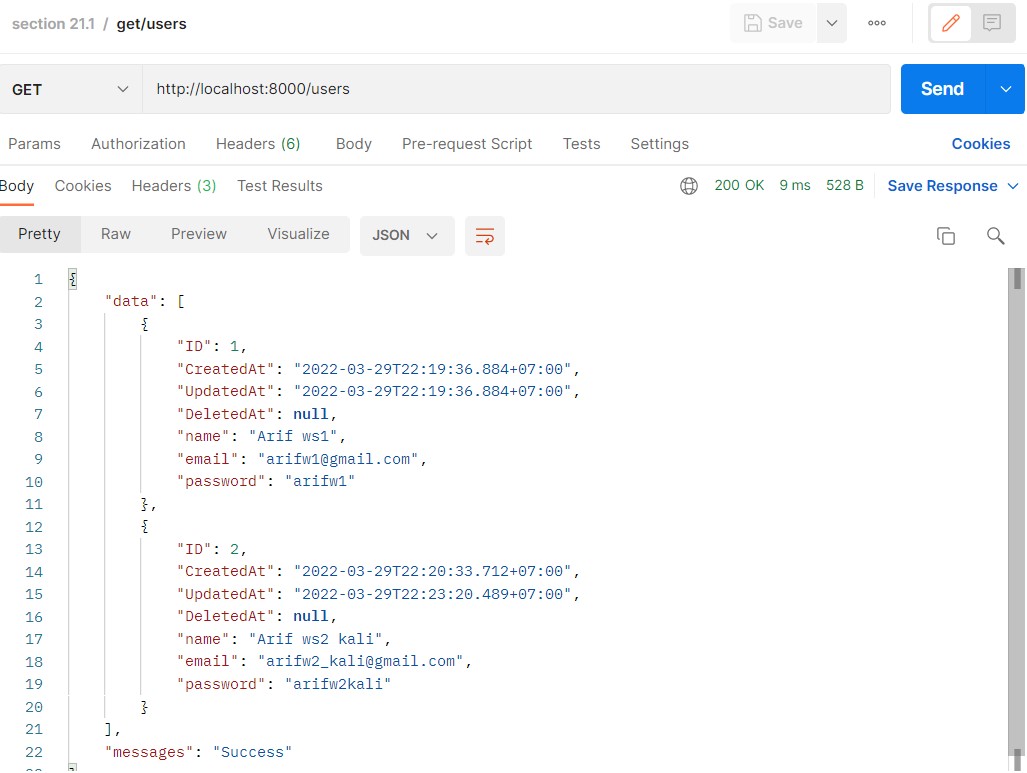 section 21.1 / get/users Save ooo
GET http://localhost:8000/users Send
Params Authorization Headers (6) Body Pre-request Script Tests Settings Cookies
Body Cookies Headers (3) Test Results 200 OK 9 ms 528 B Save Response
Pretty Raw Preview Visualize JSON
1 {
2 "data": [
3 {
4 "ID": 1,
5 "CreatedAt": "2022-03-29T22:19:36.884+07:00",
6 "UpdatedAt": "2022-03-29T22:19:36.884+07:00",
7 "DeletedAt": null,
8 "name": "Arif ws1",
9 "email": "arifw1@gmail.com",
10 "password": "arifw1"
11 },
12 {
13 "ID": 2,
14 "CreatedAt": "2022-03-29T22:20:33.712+07:00",
15 "UpdatedAt": "2022-03-29T22:23:20.489+07:00",
16 "DeletedAt": null,
17 "name": "Arif ws2 kali",
18 "email": "arifw2_kali@gmail.com",
19 "password": "arifw2kali"
20 }
21 ],
22 "messages": "Success"